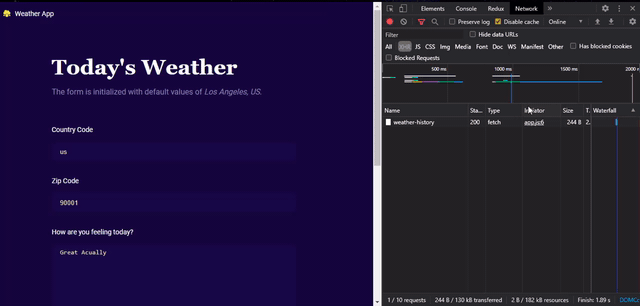 Weather App
Today's Weather
The form is initialized with default values of Los Angeles, US.
Country Code
us
Zip Code
90001
How are you feeling today?
Great Acually
Elements Console Redux Network
Preserve log Disable cache Online
Filter Hide data URLs
All JS CSS Img Media Font Doc WS Manifest Other Has blocked cookies
Blocked Requests
500 ms 1000 ms 1500 ms 2000
Name Sta... Type Size T. Waterfall
weather-history 200 fetch app.js:6 244 B 2.
1 / 10 requests 244 B / 130 kB transferred 2 B / 182 kB resources Finish: 1.89 s